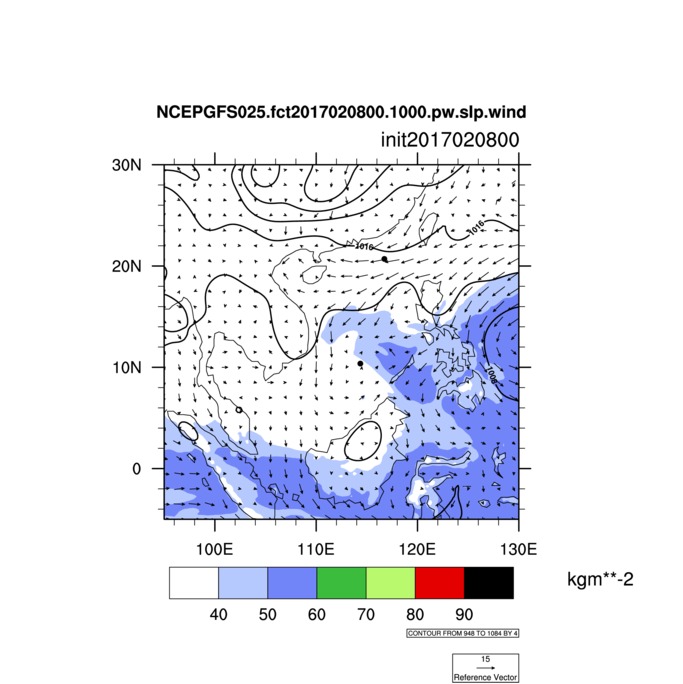 NCEPGFS025.fct2017020800.1000.pw.slp.wind
init2017020800
30N
1016
1016
20N
10N
1008
0
100E 110E 120E 130E
kgm**-2
40 50 60 70 80 90
CONTOUR FROM 948 TO 1084 BY 4
15
Reference Vector